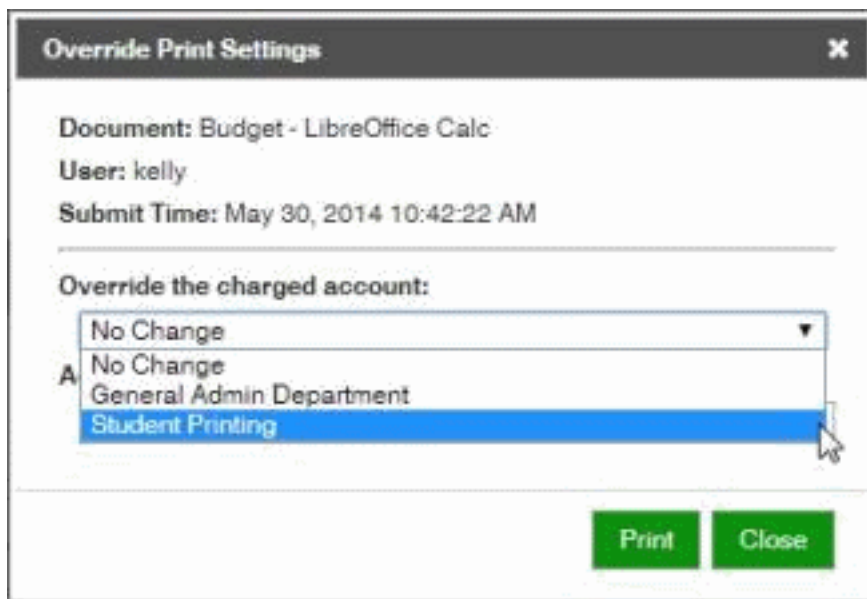 Override Print Settings
Document: Budget - LibreOffice Calc
User: kelly
Submit Time: May 30, 2014 10:42:22 AM
Override the charged account:
No Change
No Change
General Admin Department
Student Printing
Print Close